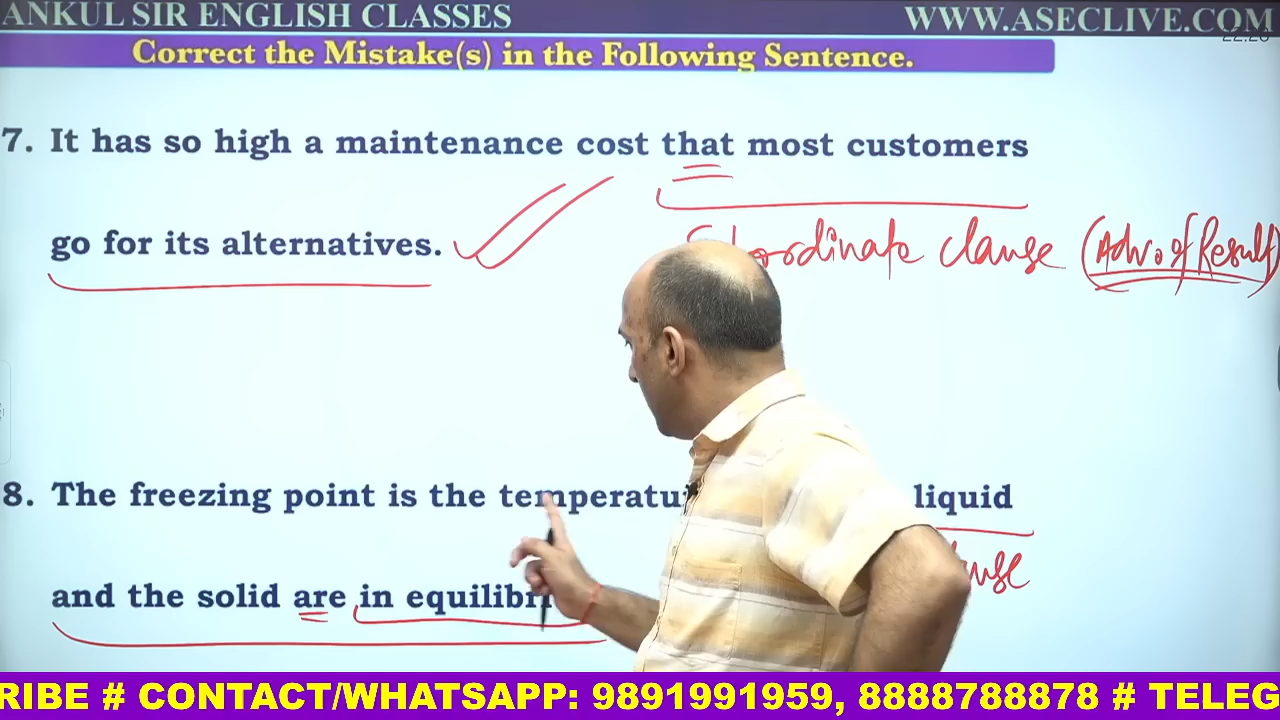 ANKUL SIR ENGLISH CLASSES WWW.ASECLIVE.COM
Correct the Mistake(s) in the Following Sentence.
7. It has so high a maintenance cost that most customers
go for its alternatives.
clause (Adv. of Result)
8. The freezing point is the liquid
and the solid are in
RIBE # CONTACT/WHATSAPP: 9891991959, 8888788878 # TELEG